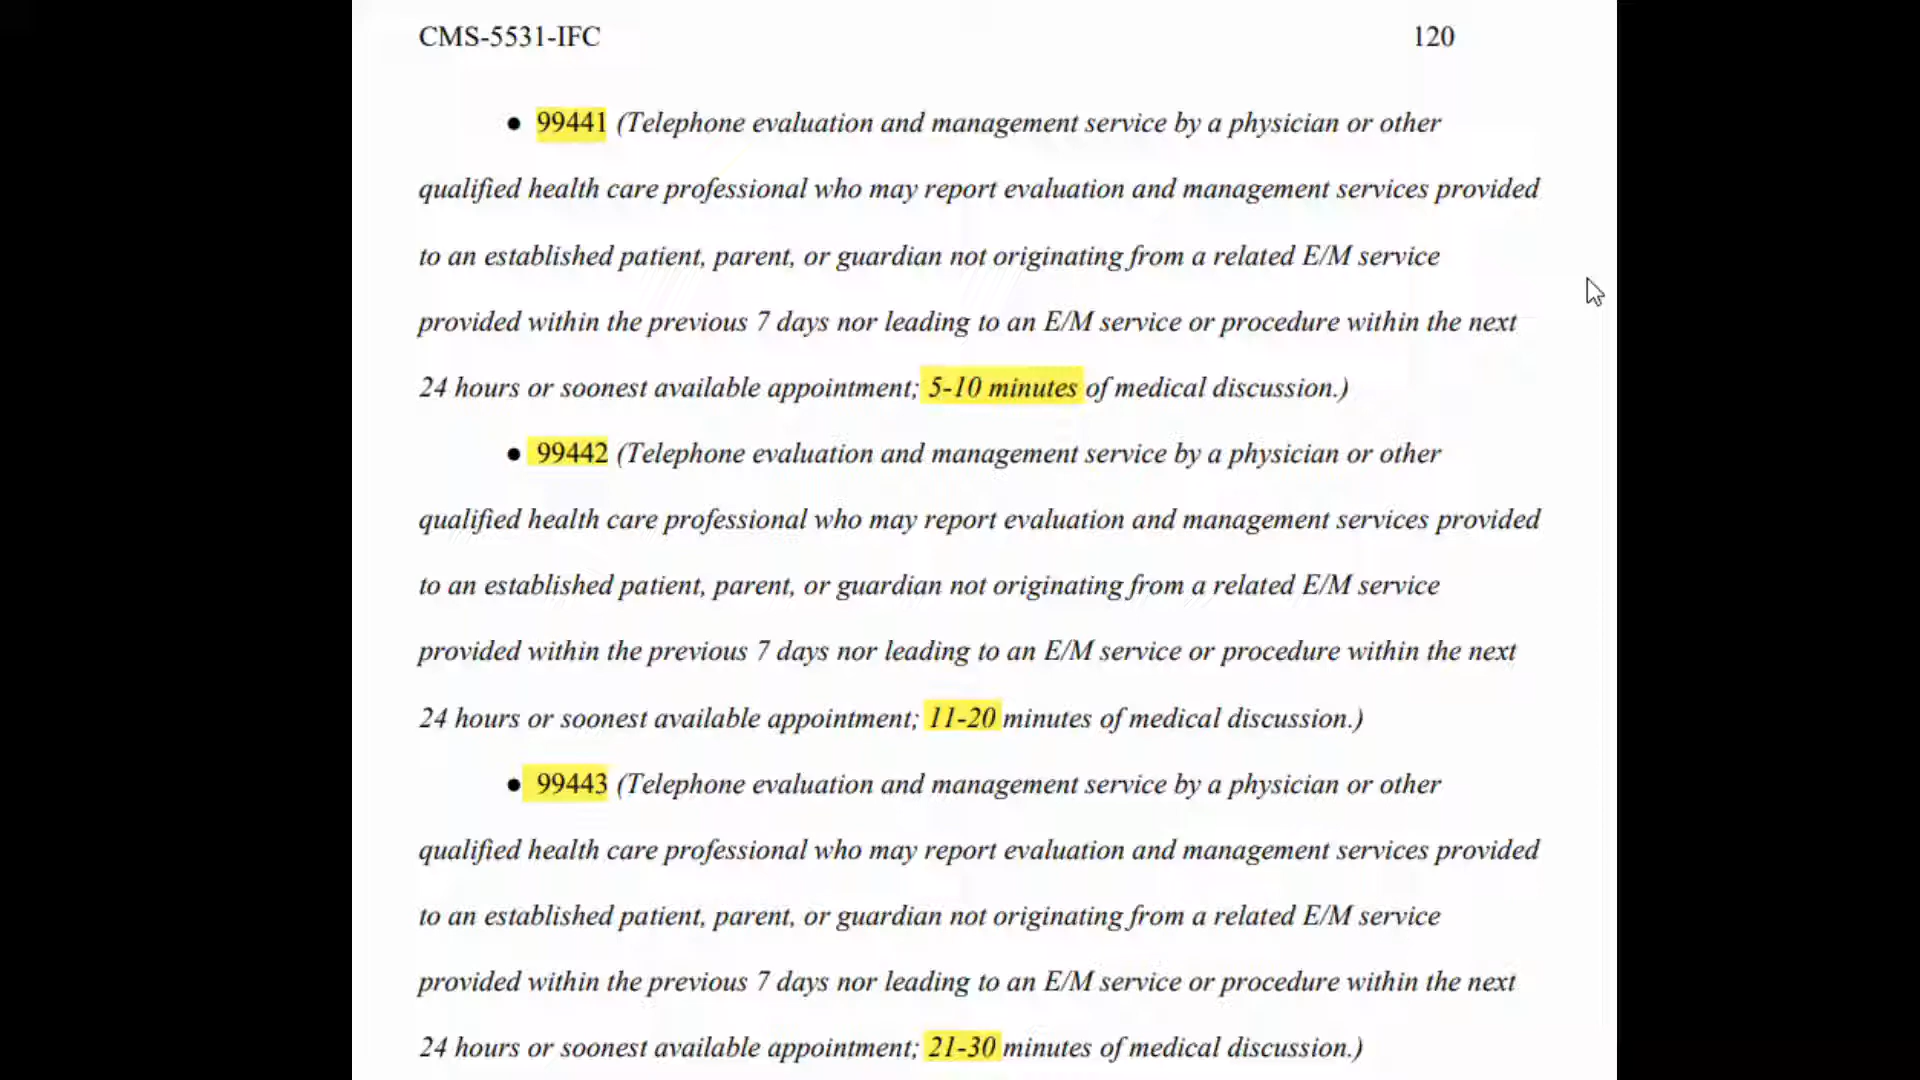 CMS-5531-IFC 120
● 99441 (Telephone evaluation and management service by a physician or other
qualified health care professional who may report evaluation and management services provided
to an established patient, parent, or guardian not originating from a related E/M service
provided within the previous 7 days nor leading to an E/M service or procedure within the next
24 hours or soonest available appointment; 5-10 minutes of medical discussion.)
● 99442 (Telephone evaluation and management service by a physician or other
qualified health care professional who may report evaluation and management services provided
to an established patient, parent, or guardian not originating from a related E/M service
provided within the previous 7 days nor leading to an E/M service or procedure within the next
24 hours or soonest available appointment; 11-20 minutes of medical discussion.)
● 99443 (Telephone evaluation and management service by a physician or other
qualified health care professional who may report evaluation and management services provided
to an established patient, parent, or guardian not originating from a related E/M service
provided within the previous 7 days nor leading to an E/M service or procedure within the next
24 hours or soonest available appointment; 21-30 minutes of medical discussion.)